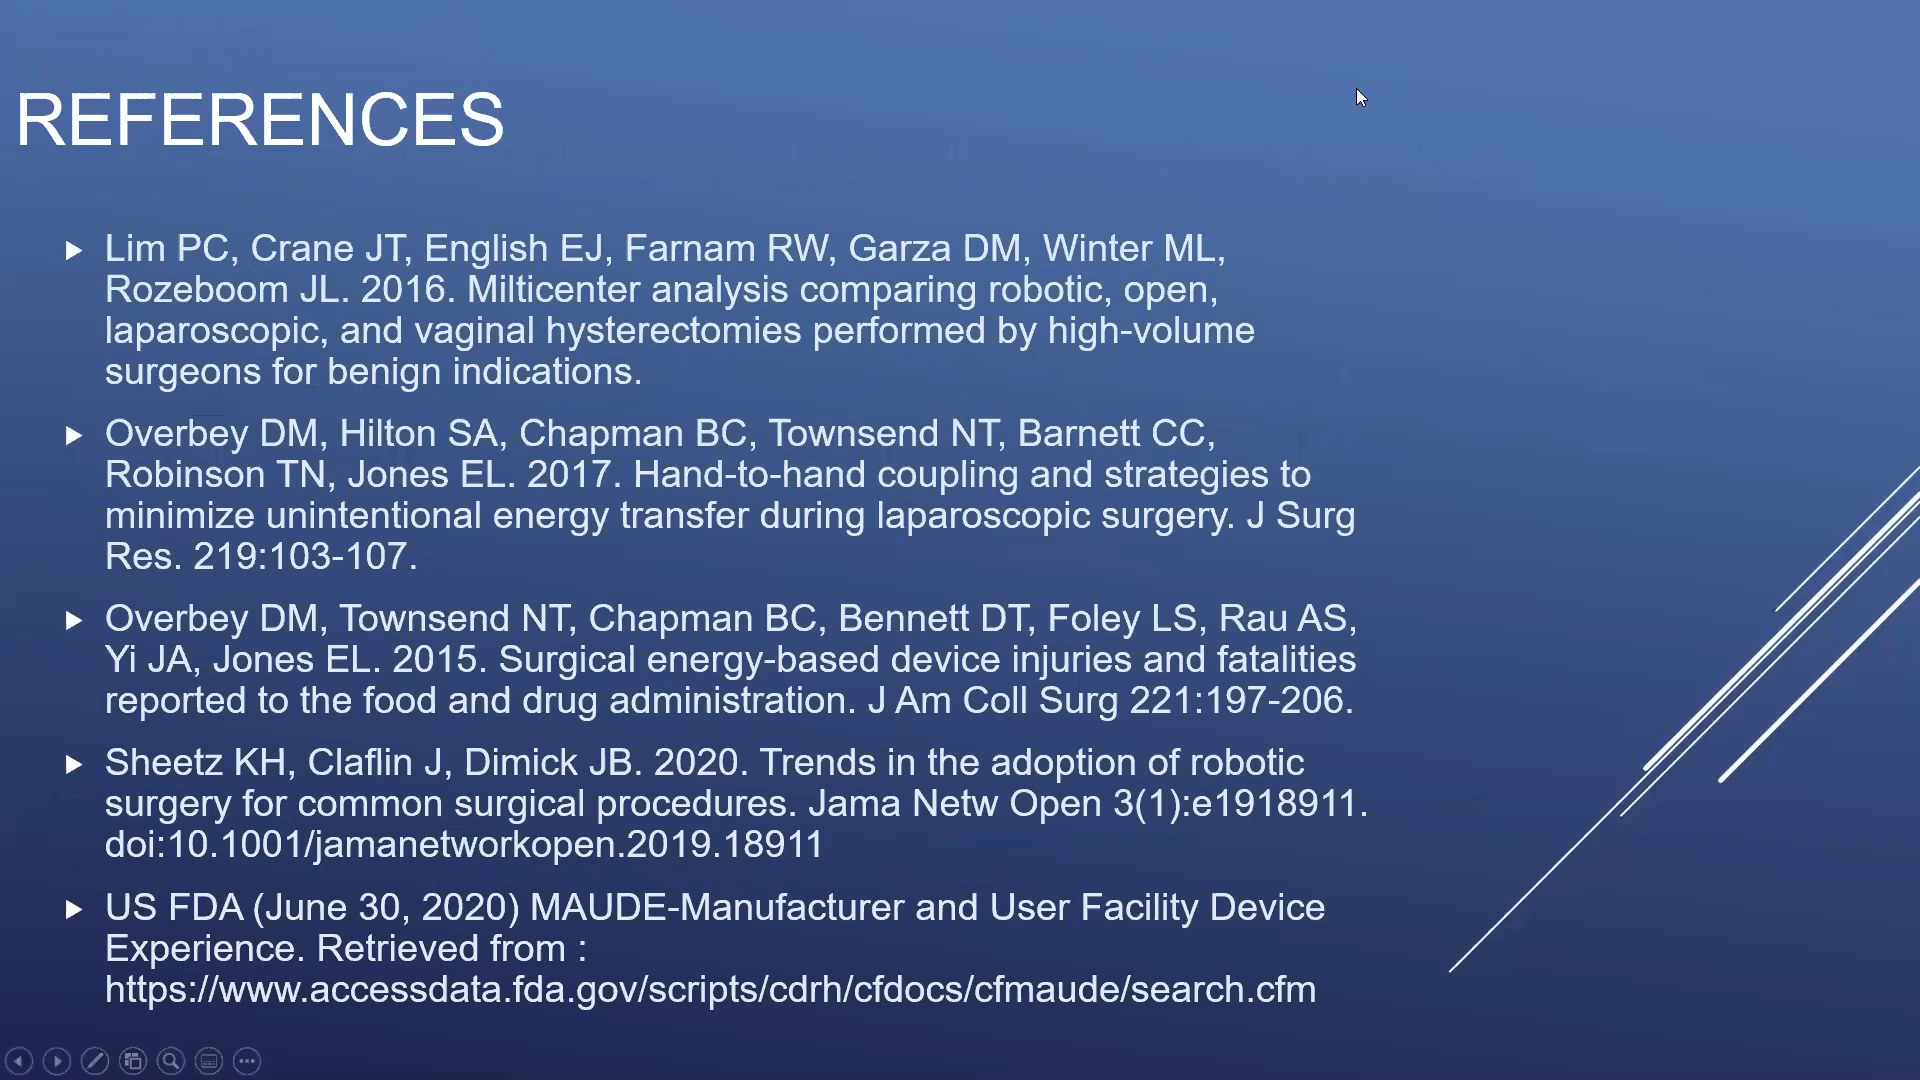 REFERENCES
Lim PC, Crane JT, English EJ, Farnam RW, Garza DM, Winter ML,
Rozeboom JL. 2016. Milticenter analysis comparing robotic, open,
laparoscopic, and vaginal hysterectomies performed by high-volume
surgeons for benign indications.
Overbey DM, Hilton SA, Chapman BC, Townsend NT, Barnett CC,
Robinson TN, Jones EL. 2017. Hand-to-hand coupling and strategies to
minimize unintentional energy transfer during laparoscopic surgery. J Surg
Res. 219:103-107.
Overbey DM, Townsend NT, Chapman BC, Bennett DT, Foley LS, Rau AS,
Yi JA, Jones EL. 2015. Surgical energy-based device injuries and fatalities
reported to the food and drug administration. J Am Coll Surg 221:197-206.
Sheetz KH, Claflin J, Dimick JB. 2020. Trends in the adoption of robotic
surgery for common surgical procedures. Jama Netw Open 3(1):e1918911.
doi:10.1001/jamanetworkopen.2019.18911
US FDA (June 30, 2020) MAUDE-Manufacturer and User Facility Device
Experience. Retrieved from :
https://www.accessdata.fda.gov/scripts/cdrh/cfdocs/cfmaude/search.cfm